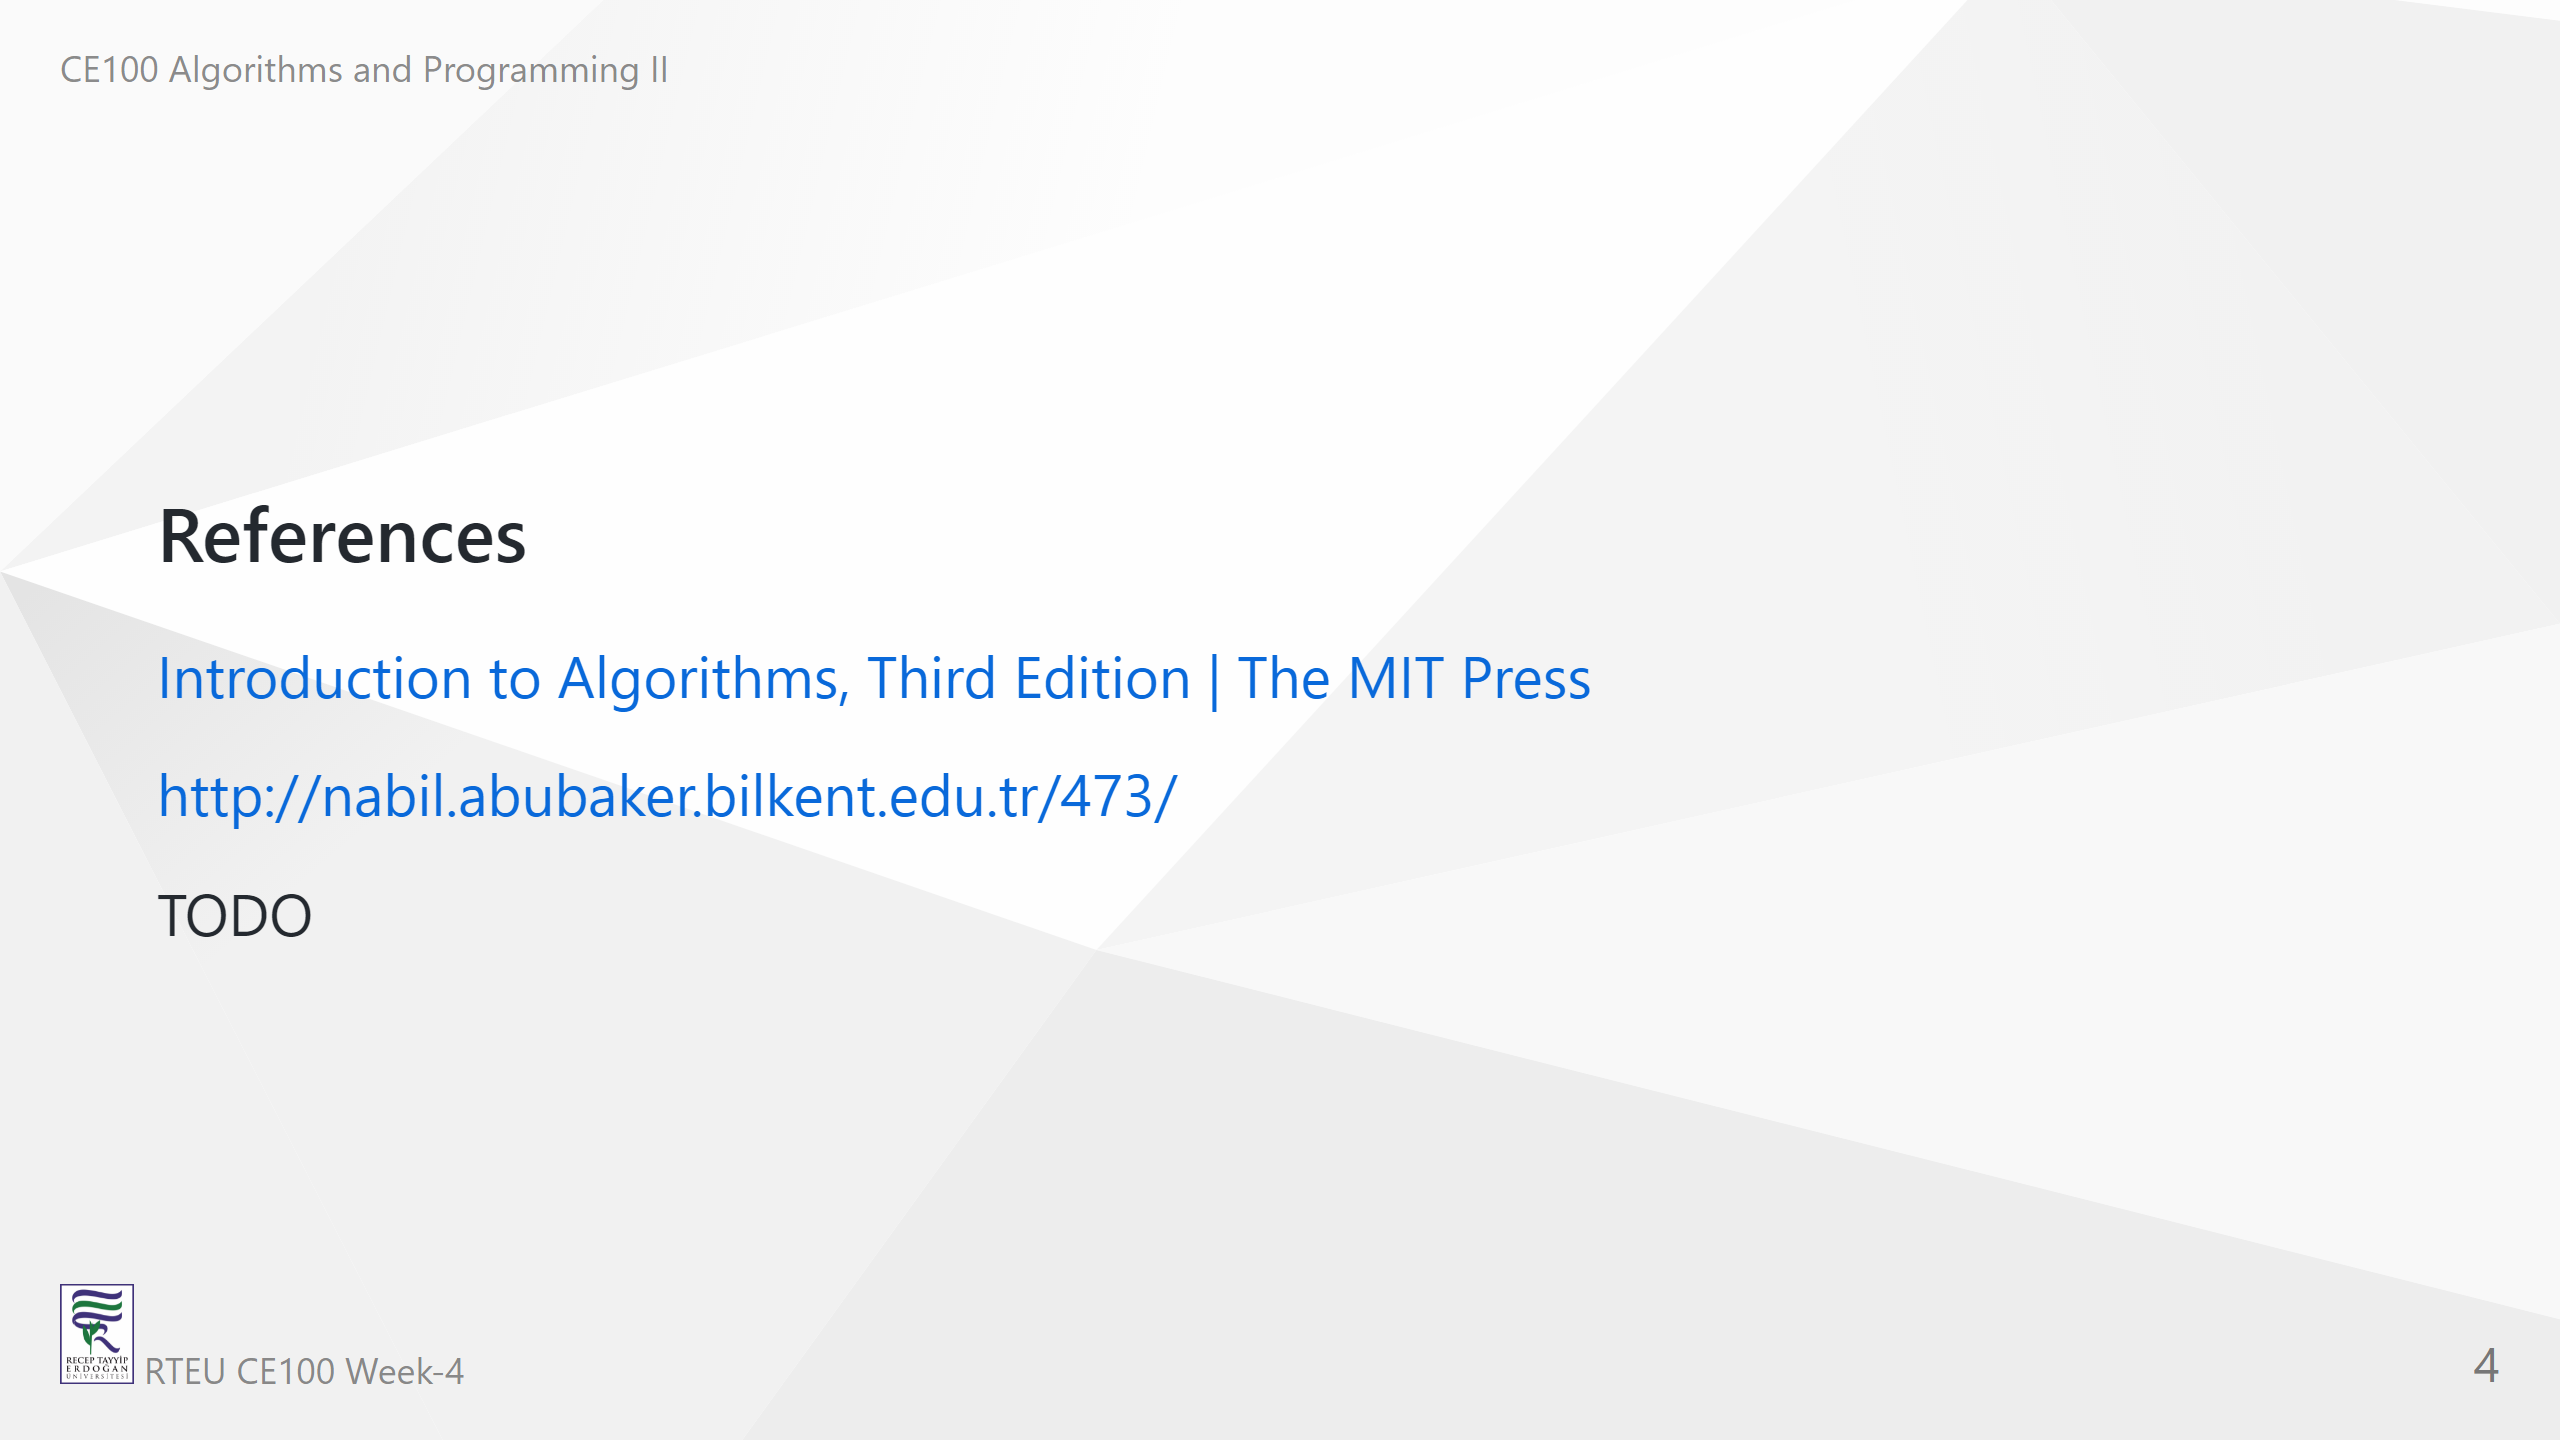 CE100 Algorithms and Programming II
References
Introduction to Algorithms, Third Edition | The MIT Press
http://nabil.abubaker.bilkent.edu.tr/473/
TODO
RECEP TAYYİP
ERDOĞAN
ÜNİVERSİTESİ
RTEU CE100 Week-4
4